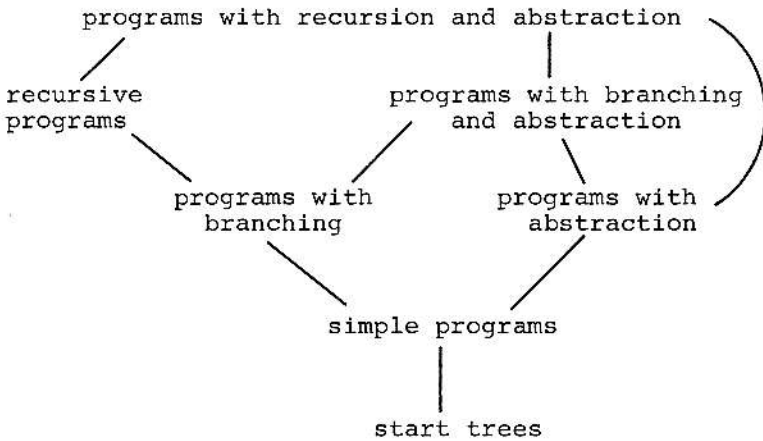 programs with recursion and abstraction
recursive
programs
programs with branching
and abstraction
programs with
branching
programs with
abstraction
simple programs
start trees